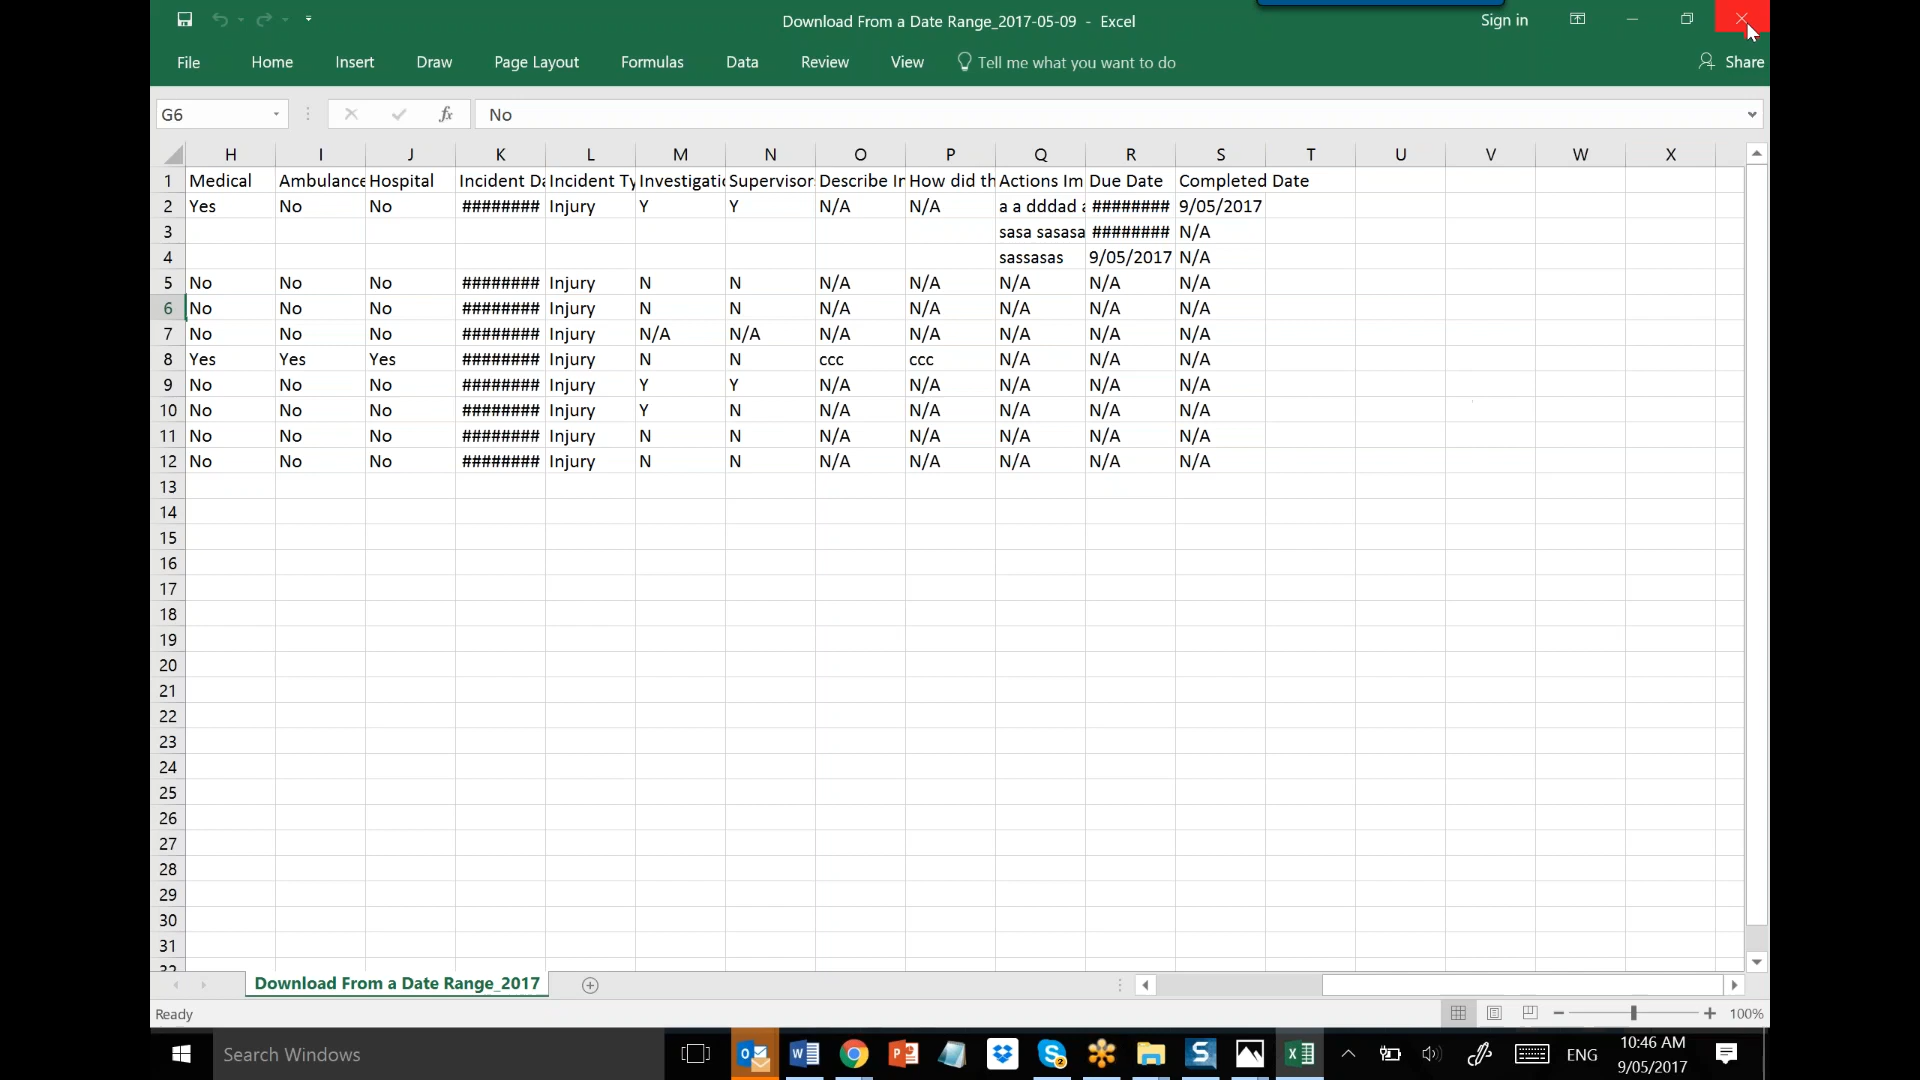 Download From a Date Range_2017-05-09 - Excel
Sign in
File Home Insert Draw Page Layout Formulas Data Review View Tell me what you want to do Share
G6 fx No
H I J K L M N O P Q R S T U V W X
1 Medical Ambulance Hospital Incident Da Incident Ty Investigatio Supervisor Describe In How did th Actions Im Due Date Completed Date
2 Yes No No ######## Injury Y Y N/A N/A a a dddad a ######## 9/05/2017
3 sasa sasasa ######## N/A
4 sassasas 9/05/2017 N/A
5 No No No ######## Injury N N N/A N/A N/A N/A N/A
6 No No No ######## Injury N N N/A N/A N/A N/A N/A
7 No No No ######## Injury N/A N/A N/A N/A N/A N/A N/A
8 Yes Yes Yes ######## Injury N N ccc ccc N/A N/A N/A
9 No No No ######## Injury Y Y N/A N/A N/A N/A N/A
10 No No No ######## Injury Y N N/A N/A N/A N/A N/A
11 No No No ######## Injury N N N/A N/A N/A N/A N/A
12 No No No ######## Injury N N N/A N/A N/A N/A N/A
13
14
15
16
17
18
19
20
21
22
23
24
25
26
27
28
29
30
31
32
Download From a Date Range_2017
Ready 100%
Search Windows ENG 10:46 AM
9/05/2017